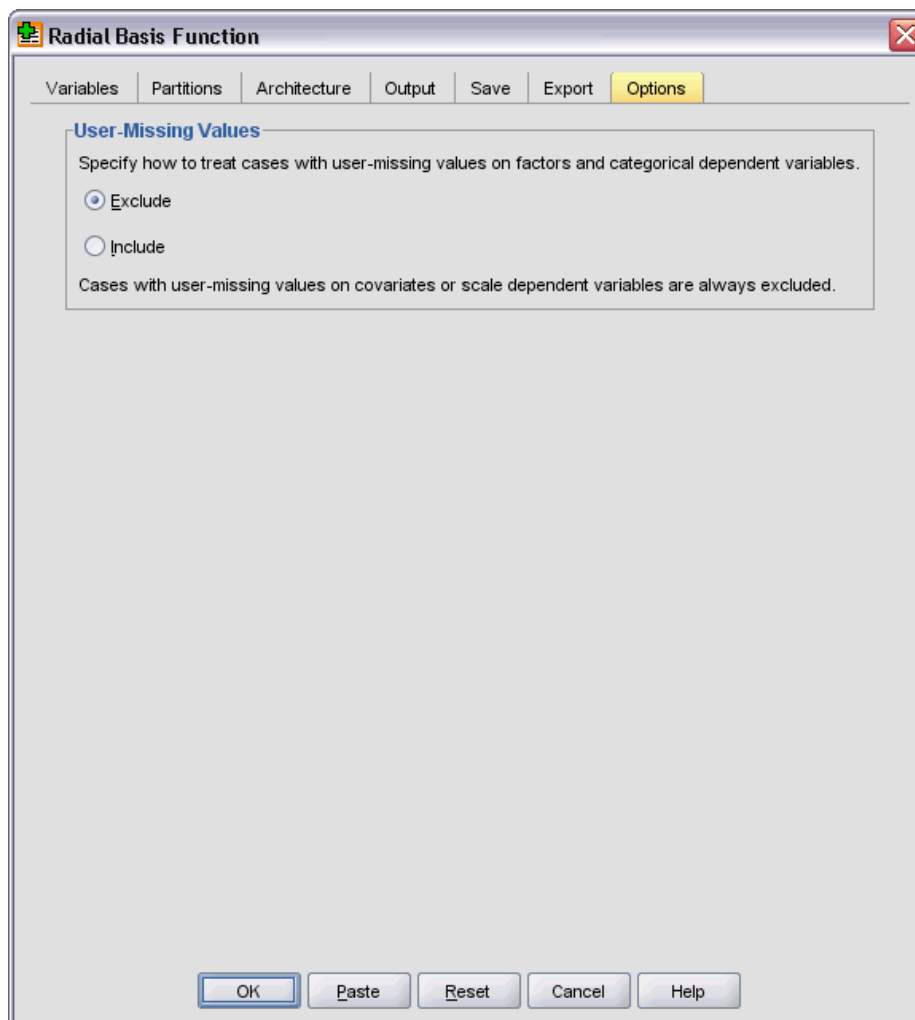 Radial Basis Function
Variables Partitions Architecture Output Save Export Options
User-Missing Values
Specify how to treat cases with user-missing values on factors and categorical dependent variables.
Exclude
Include
Cases with user-missing values on covariates or scale dependent variables are always excluded.
OK Paste Reset Cancel Help